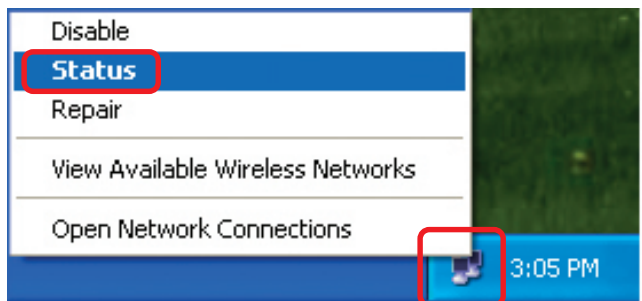 Disable
Status
Repair
View Available Wireless Networks
Open Network Connections
3:05 PM